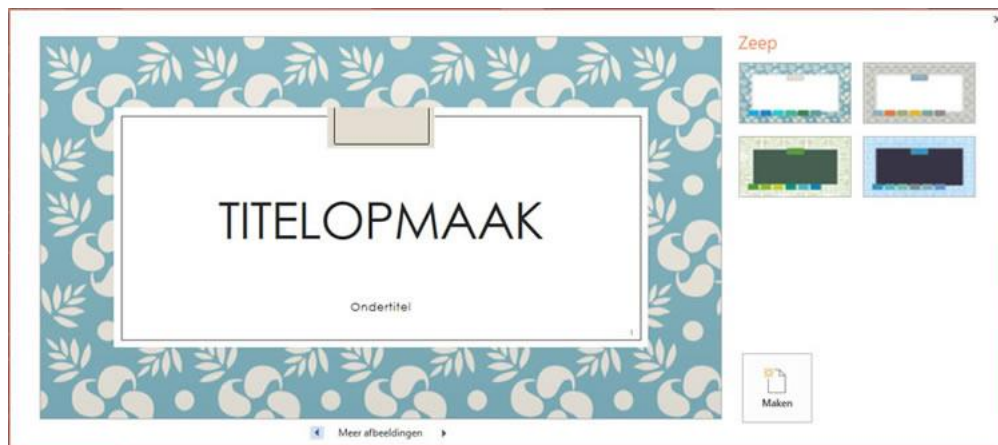 Zeep
TITELOPMAAK
Ondertitel
1
Maken
Meer afbeeldingen